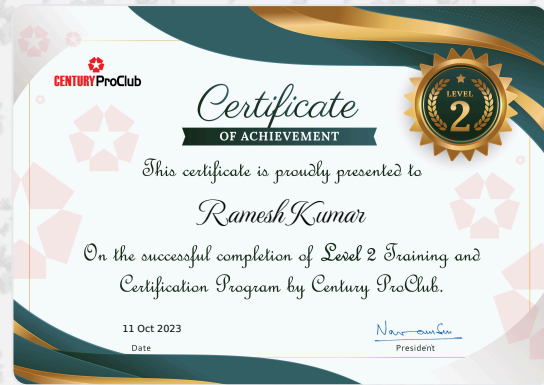 CENTURY ProClub
LEVEL
2
Certificate
OF ACHIEVEMENT
This certificate is proudly presented to
Ramesh Kumar
On the successful completion of Level 2 Training and
Certification Program by Century ProClub.
11 Oct 2023
Date
President